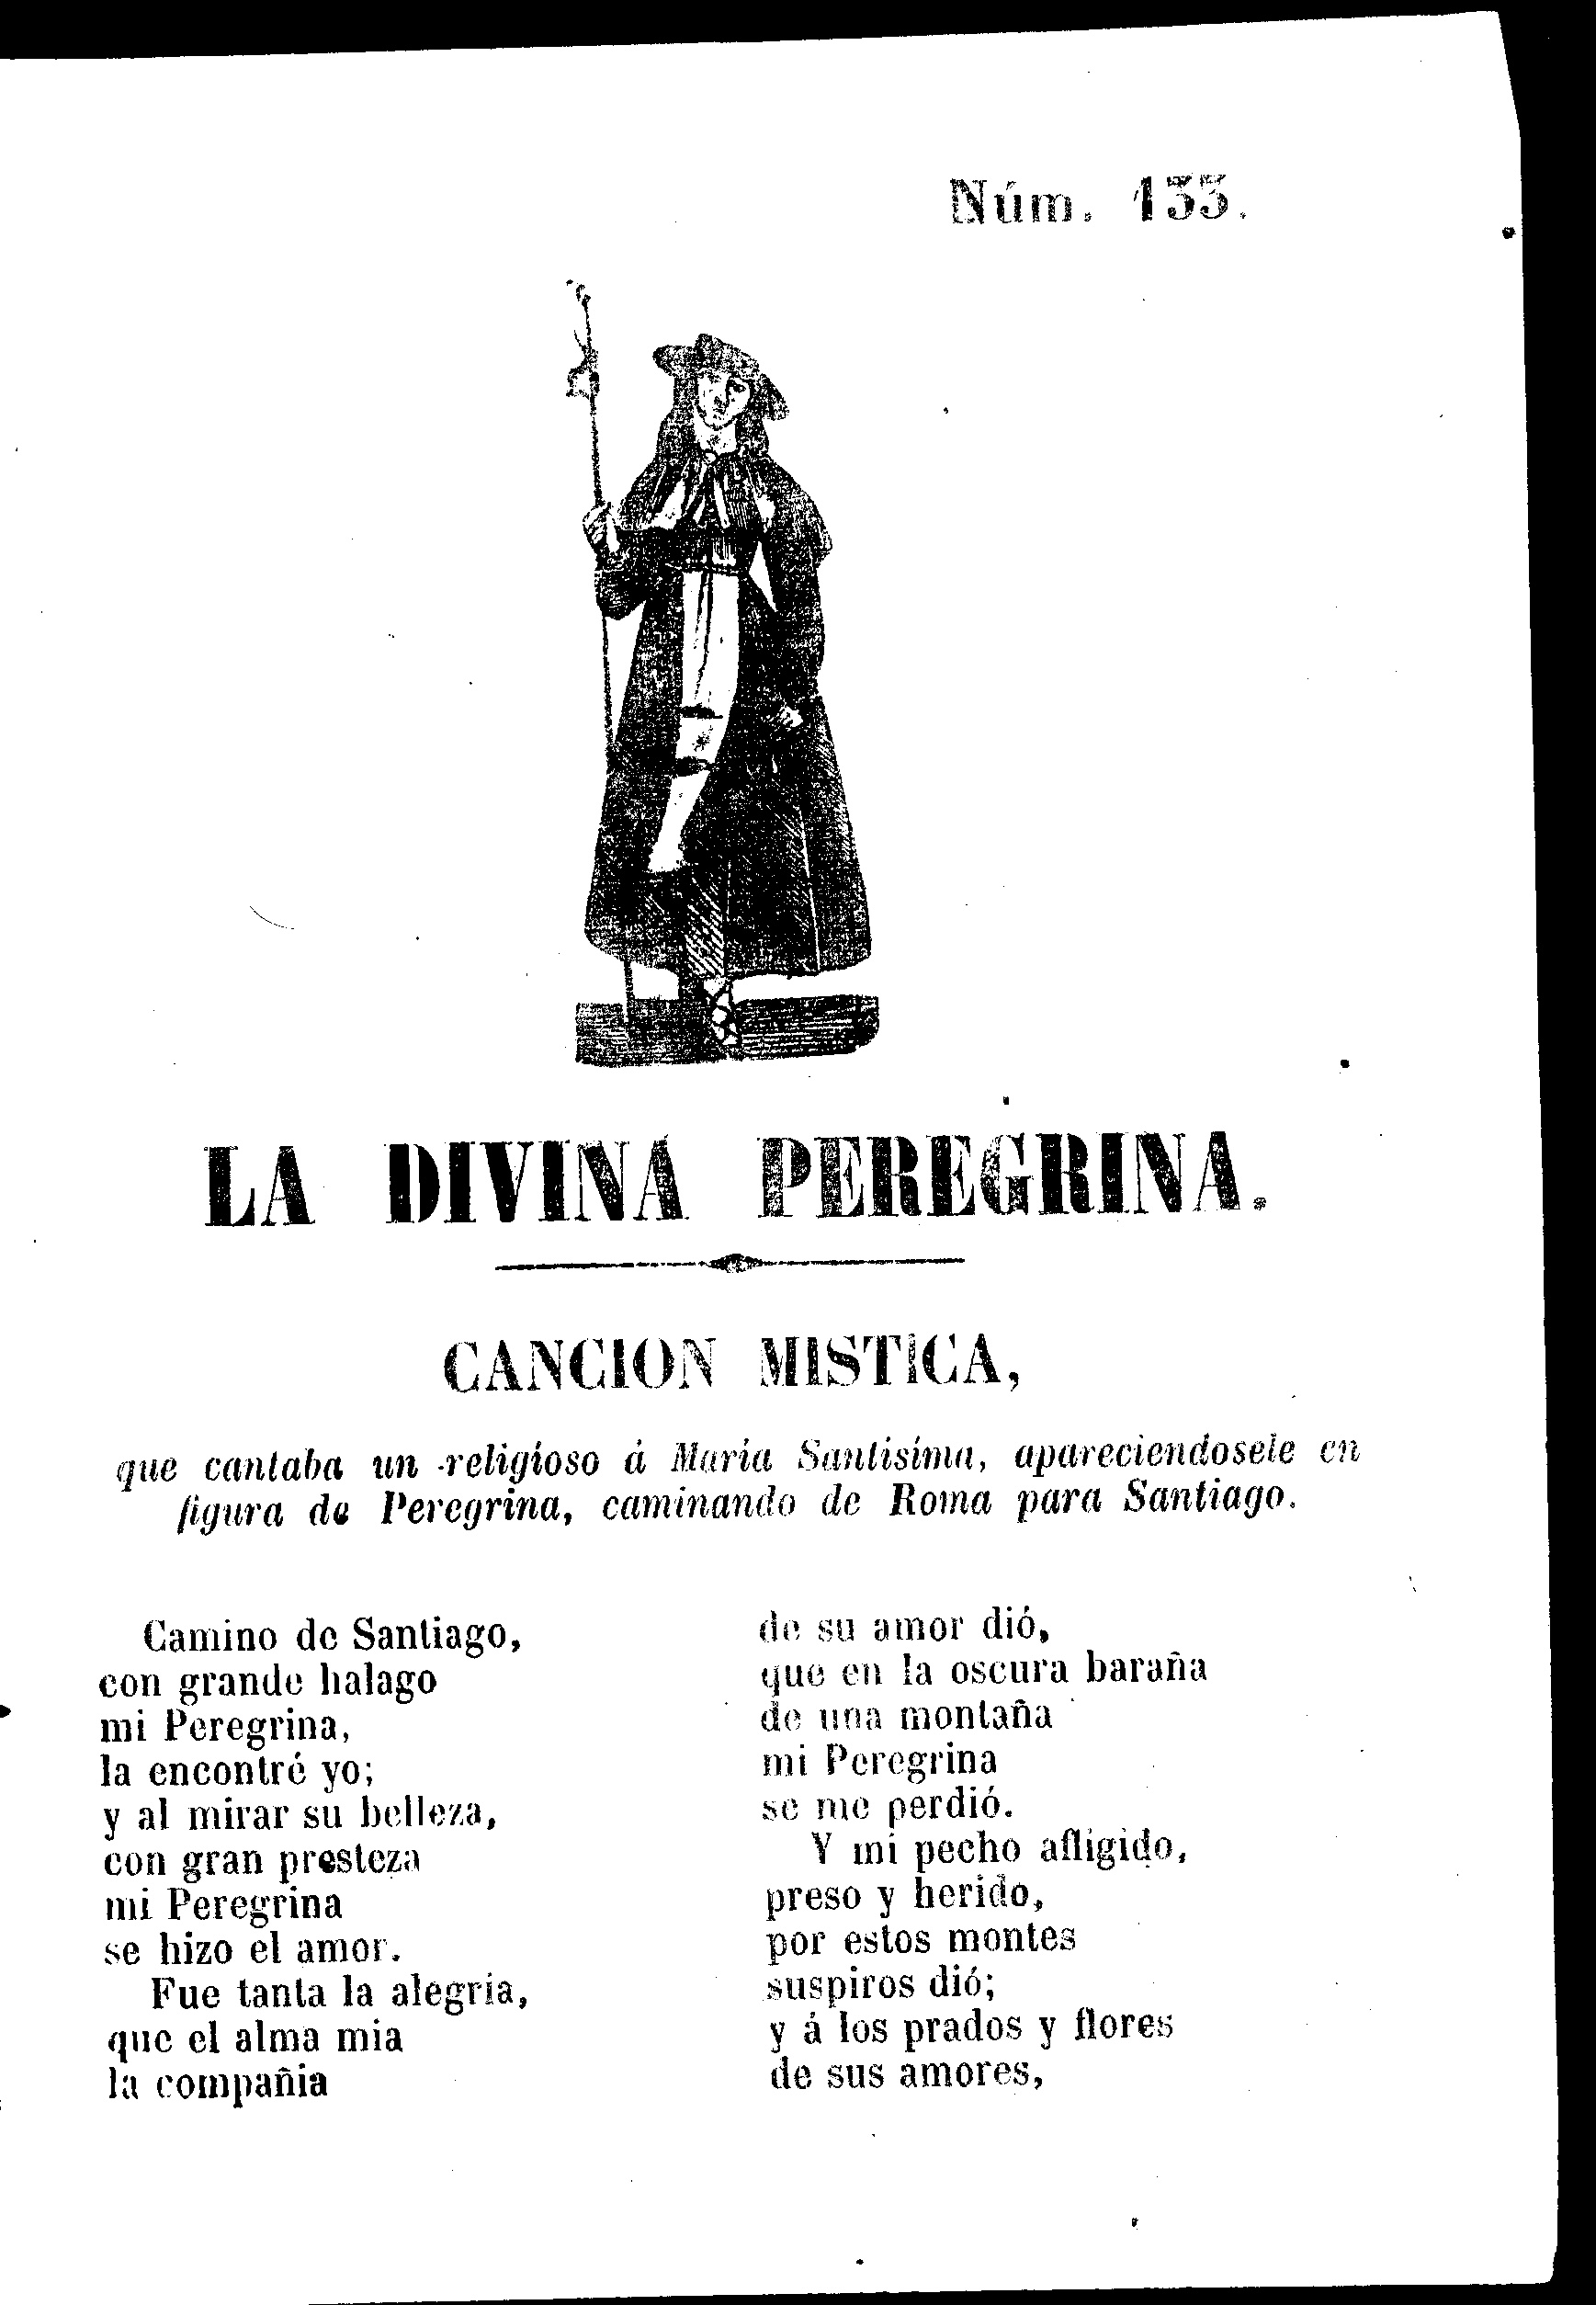 Núm. 133.
LA DIVINA PEREGRINA.
CANCION MISTICA,
que cantaba un religioso á María Santisíma, apareciendosele en
figura de Peregrina, caminando de Roma para Santiago.
Camino de Santiago,
con grande halago
mi Peregrina,
la encontré yo;
y al mirar su belleza,
con gran presteza
mi Peregrina
se hizo el amor.
Fue tanta la alegria,
que el alma mia
la compañia
de su amor dió,
que en la oscura baraña
de una montaña
mi Peregrina
se me perdió.
Y mi pecho afligido,
preso y herido,
por estos montes
suspiros dió;
y á los prados y flores
de sus amores,